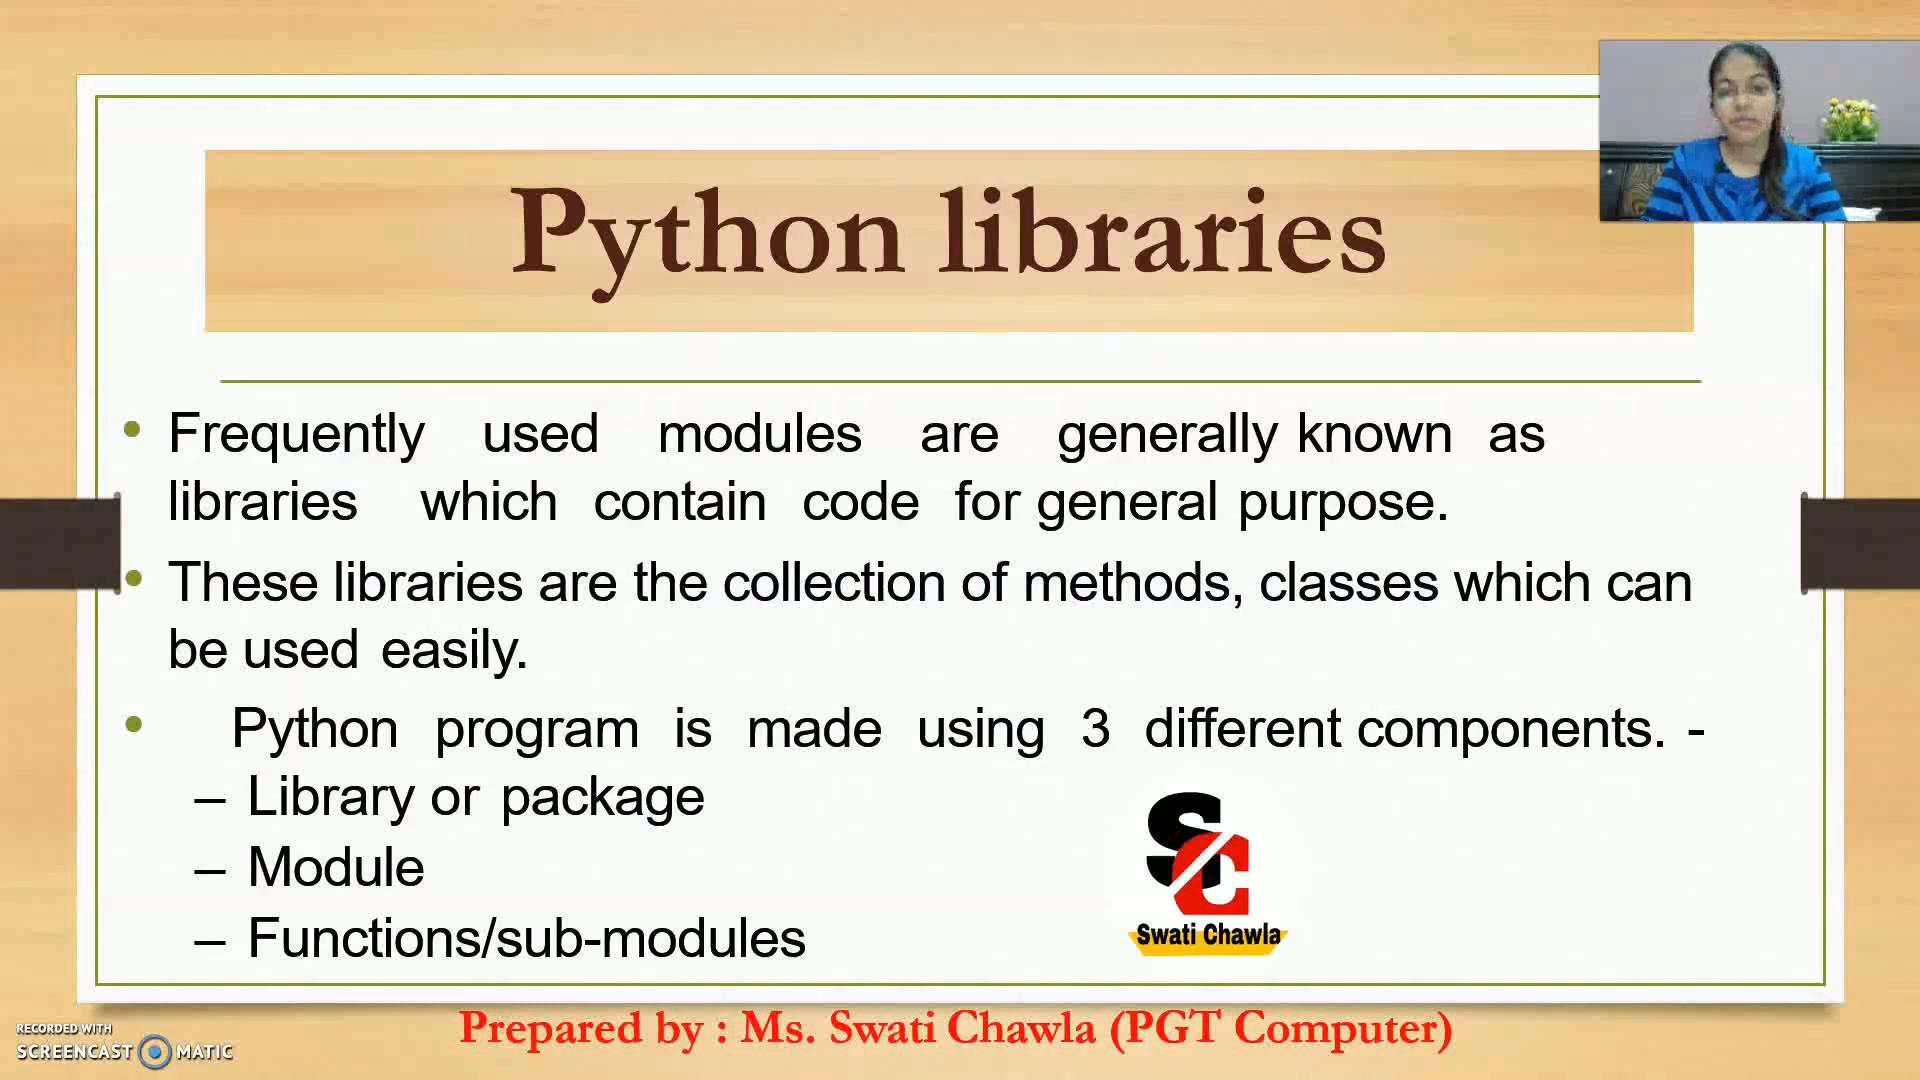 Python libraries
• Frequently used modules are generally known as
libraries which contain code for general purpose.
• These libraries are the collection of methods, classes which can
be used easily.
• Python program is made using 3 different components. -
– Library or package
– Module
– Functions/sub-modules
SC
Swati Chawla
Prepared by : Ms. Swati Chawla (PGT Computer)
RECORDED WITH
SCREENCAST MATIC